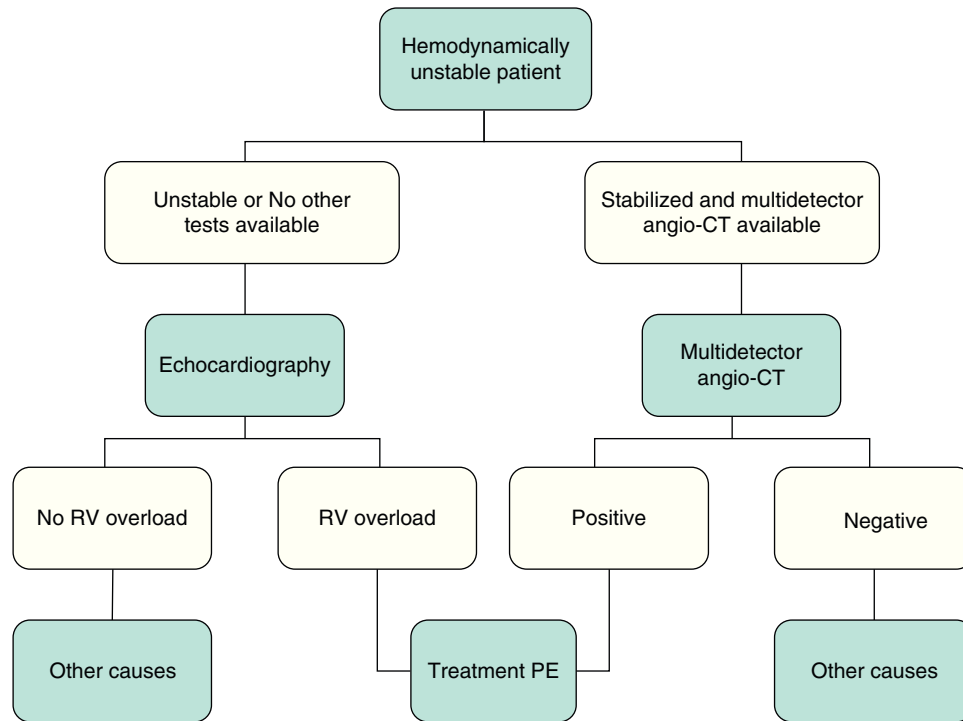 Hemodynamically
unstable patient
Unstable or No other
tests available
Stabilized and multidetector
angio-CT available
Echocardiography
Multidetector
angio-CT
No RV overload
RV overload
Positive
Negative
Other causes
Treatment PE
Other causes